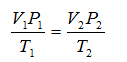 V₁P₁/T₁ = V₂P₂/T₂